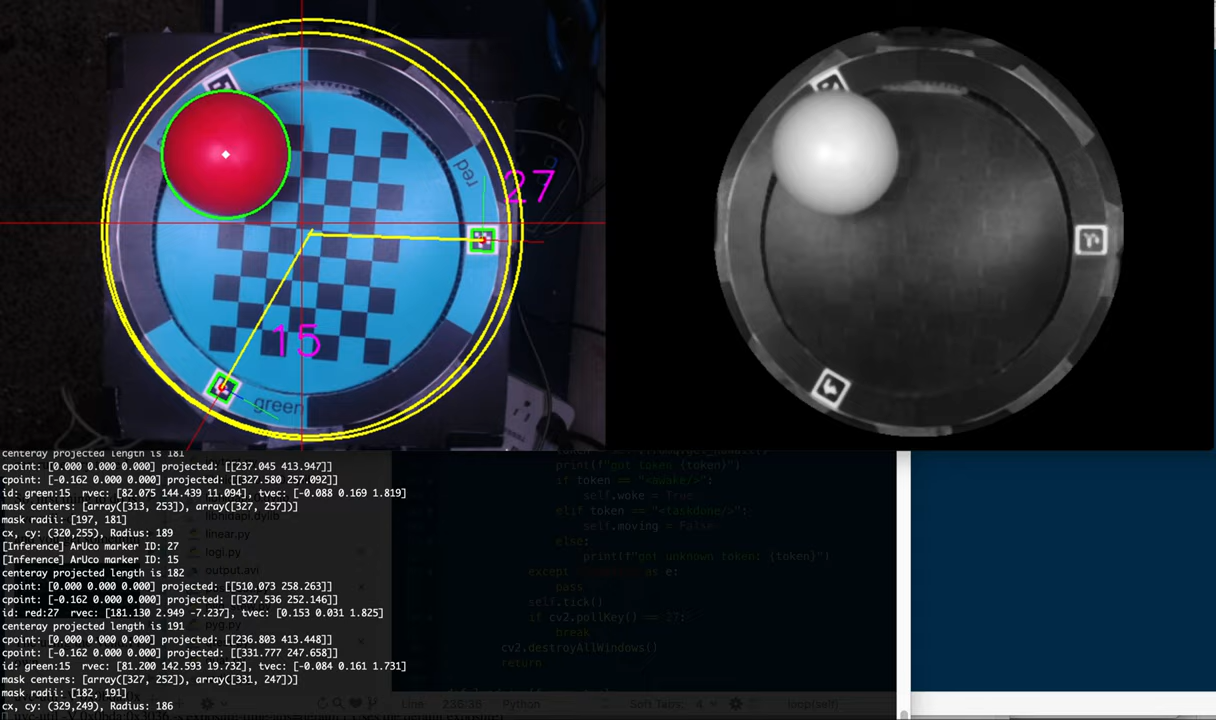 red
27
15
green
centeray projected length is 181
cpoint: [0.000 0.000 0.000] projected: [[237.045 413.947]]
cpoint: [-0.162 0.000 0.000] projected: [[327.580 257.092]]
id: green:15 rvec: [82.075 144.439 11.094], tvec: [-0.088 0.169 1.819]
mask centers: [array([313, 253]), array([327, 257])]
mask radii: [197, 181]
cx, cy: (320,255), Radius: 189
[Inference] ArUco marker ID: 27
[Inference] ArUco marker ID: 15
centeray projected length is 182
cpoint: [0.000 0.000 0.000] projected: [[510.073 258.263]]
cpoint: [-0.162 0.000 0.000] projected: [[327.536 252.146]]
id: red:27 rvec: [181.130 2.949 -7.237], tvec: [0.153 0.031 1.825]
centeray projected length is 191
cpoint: [0.000 0.000 0.000] projected: [[236.803 413.448]]
cpoint: [-0.162 0.000 0.000] projected: [[331.777 247.658]]
id: green:15 rvec: [81.200 142.593 19.732], tvec: [-0.084 0.161 1.731]
mask centers: [array([327, 252]), array([331, 247])]
mask radii: [182, 191]
cx, cy: (329,249), Radius: 186
libhidapi.dylib
linear.py
logi.py
output.avi
pyg.py
print(f"got token {token}")
if token == "<awake/>":
self.woke = True
elif token == "<taskdone/>":
self.moving = False
else:
print(f"got unknown token: {token}")
except as e:
pass
self.tick()
if cv2.pollKey() == 27:
break
cv2.destroyAllWindows()
return
Line: 236:35 Python Soft Tabs: 4 loop(self)